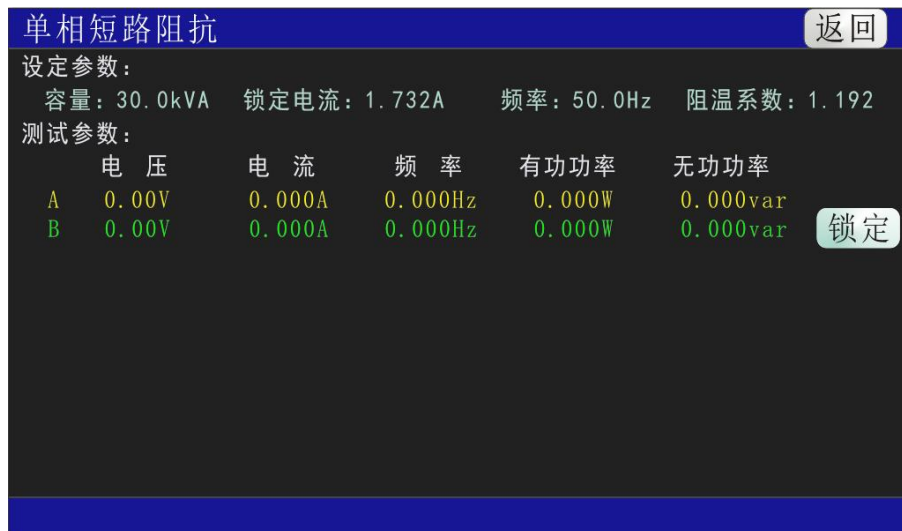 单相短路阻抗 返回
设定参数：
容量：30.0kVA 锁定电流：1.732A 频率：50.0Hz 阻温系数：1.192
测试参数：
电 压 电 流 频 率 有功功率 无功功率
A 0.00V 0.000A 0.000Hz 0.000W 0.000var
B 0.00V 0.000A 0.000Hz 0.000W 0.000var 锁定